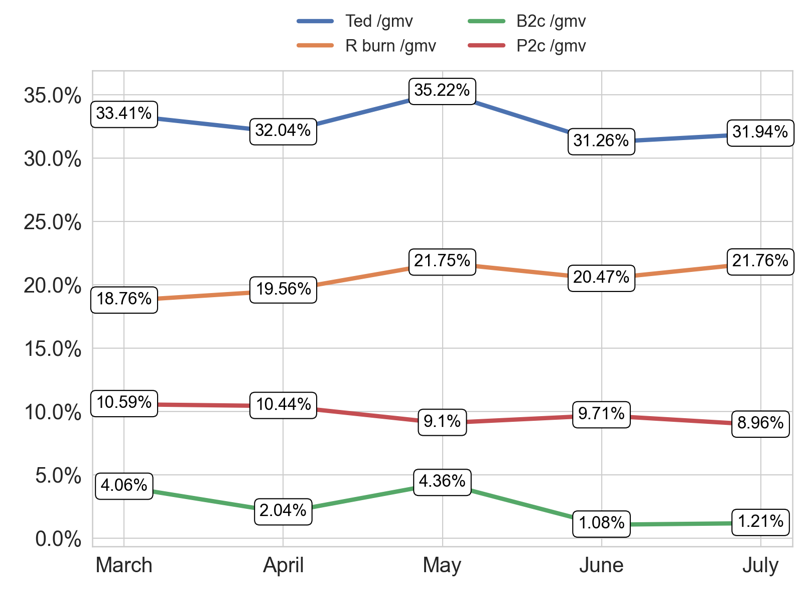 Ted /gmv B2c /gmv
R burn /gmv P2c /gmv
35.0% 35.22%
33.41% 32.04% 31.26% 31.94%
30.0%
25.0%
21.75% 21.76%
20.0% 18.76% 19.56% 20.47%
15.0%
10.0% 10.59% 10.44% 9.1% 9.71% 8.96%
5.0% 4.06% 4.36%
2.04% 1.08% 1.21%
0.0%
March April May June July